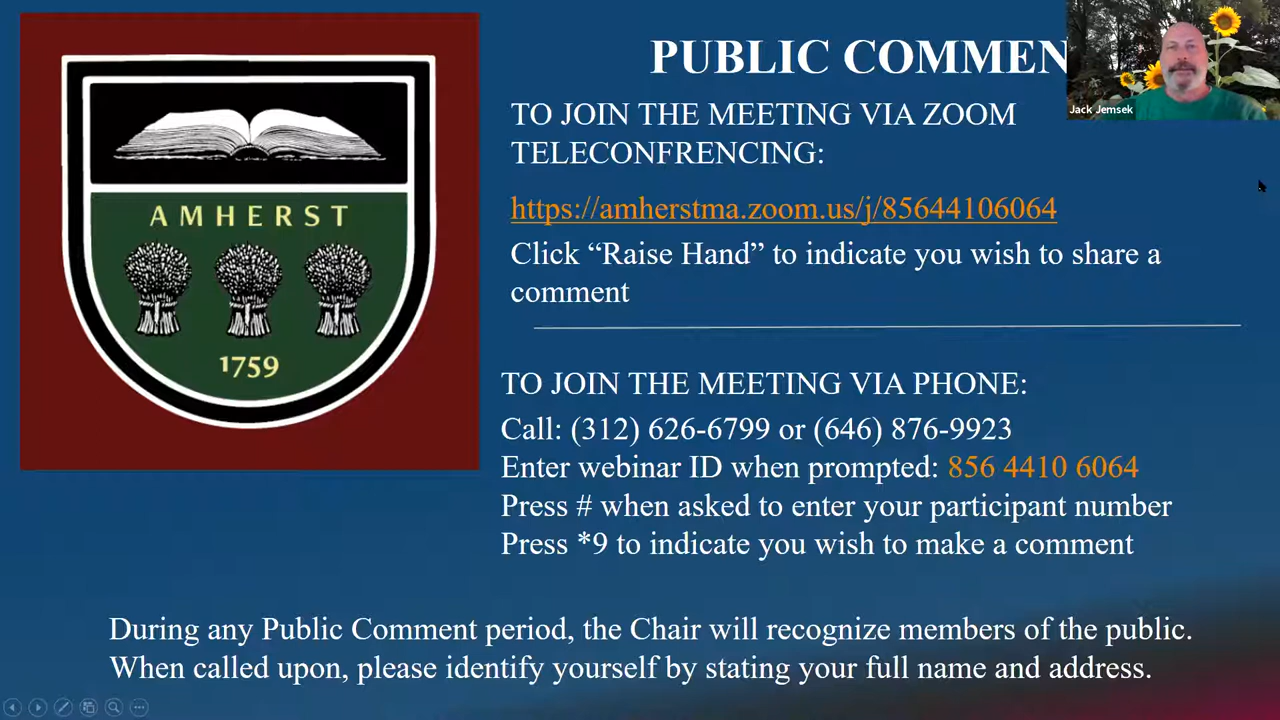 PUBLIC COMMEN
Jack Jemsek
TO JOIN THE MEETING VIA ZOOM
TELECONFRENCING:
https://amherstma.zoom.us/j/85644106064
Click “Raise Hand” to indicate you wish to share a
comment
AMHERST
1759
TO JOIN THE MEETING VIA PHONE:
Call: (312) 626-6799 or (646) 876-9923
Enter webinar ID when prompted: 856 4410 6064
Press # when asked to enter your participant number
Press *9 to indicate you wish to make a comment
During any Public Comment period, the Chair will recognize members of the public.
When called upon, please identify yourself by stating your full name and address.